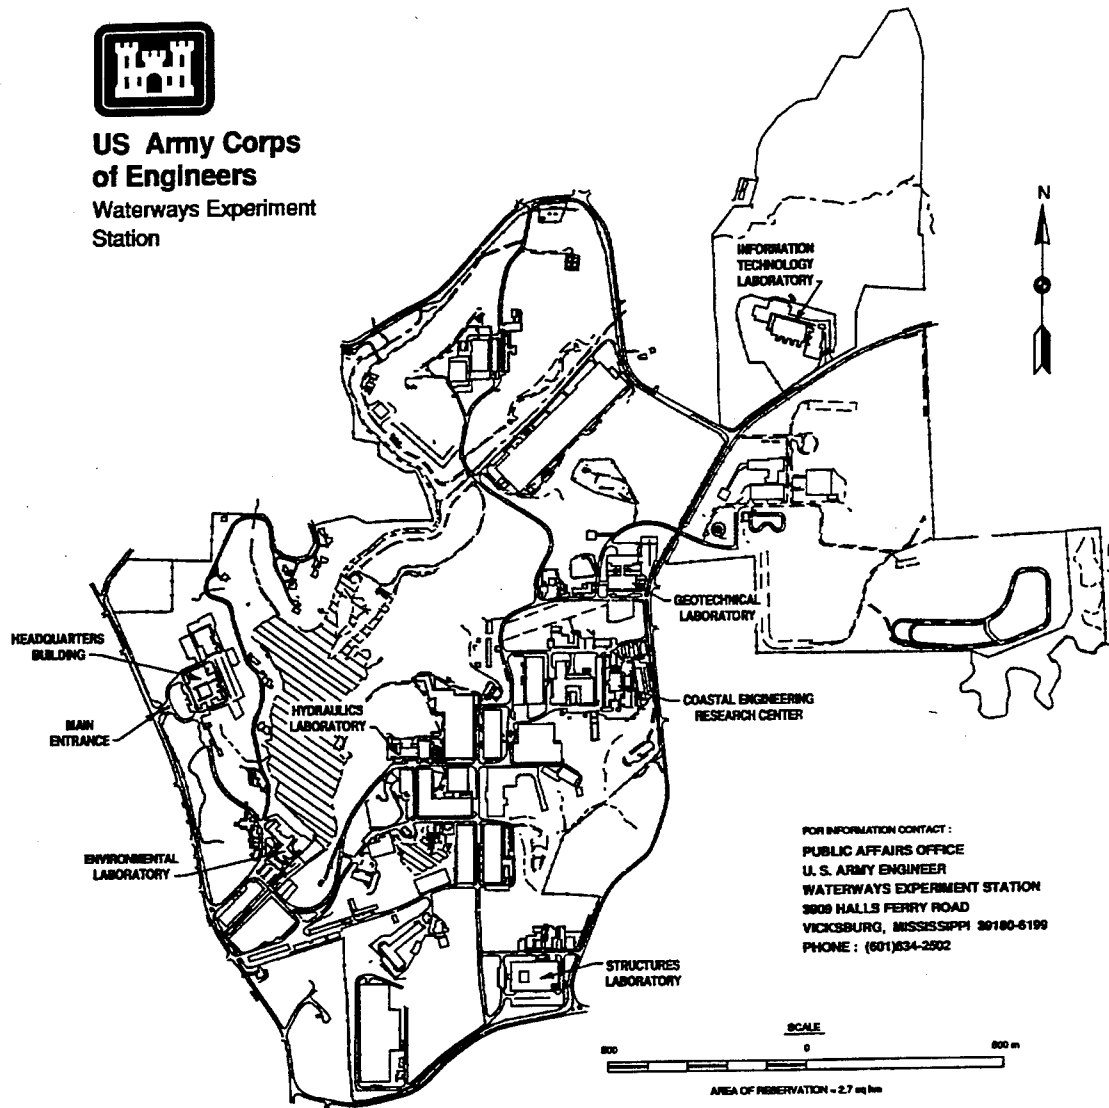 US Army Corps
of Engineers
Waterways Experiment
Station
N
INFORMATION
TECHNOLOGY
LABORATORY
GEOTECHNICAL
LABORATORY
HEADQUARTERS
BUILDING
MAIN
ENTRANCE
HYDRAULICS
LABORATORY
COASTAL ENGINEERING
RESEARCH CENTER
ENVIRONMENTAL
LABORATORY
STRUCTURES
LABORATORY
FOR INFORMATION CONTACT :
PUBLIC AFFAIRS OFFICE
U. S. ARMY ENGINEER
WATERWAYS EXPERIMENT STATION
3909 HALLS FERRY ROAD
VICKSBURG, MISSISSIPPI 39180-6199
PHONE : (601)634-2502
SCALE
500 0 500 m
AREA OF RESERVATION = 2.7 sq km